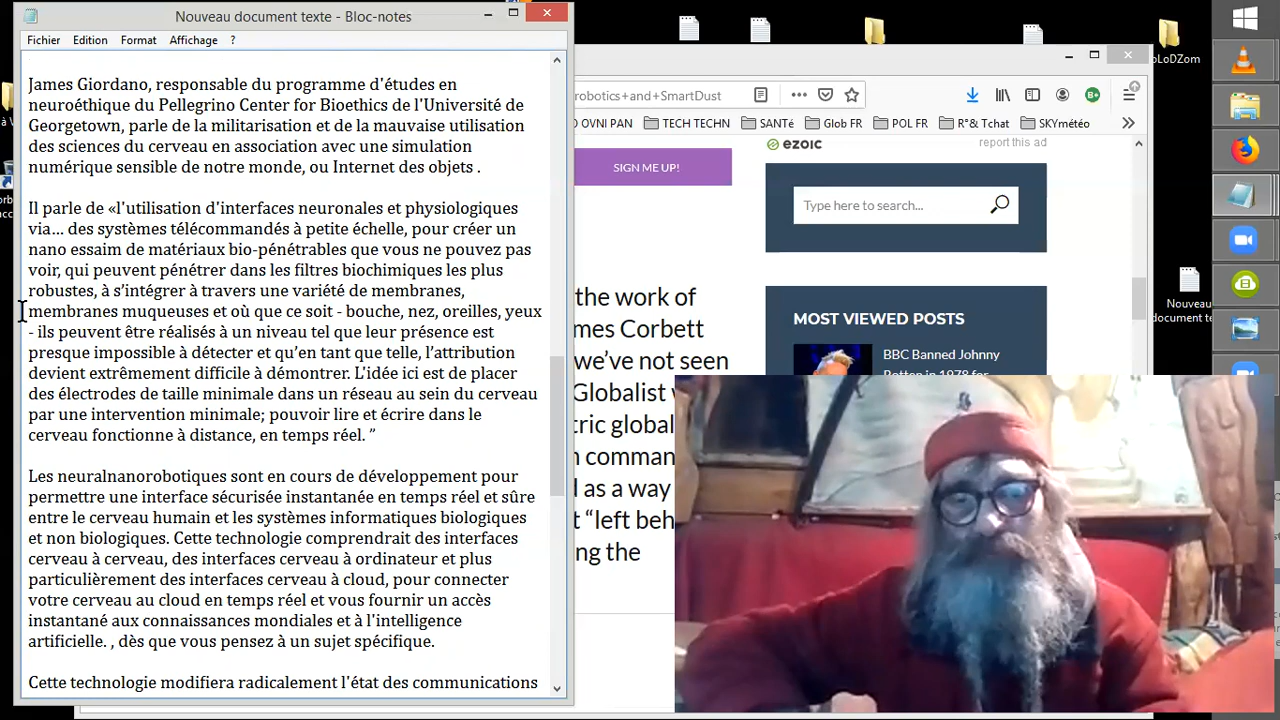 Nouveau document texte - Bloc-notes
Fichier Edition Format Affichage ?
James Giordano, responsable du programme d'études en
neuroéthique du Pellegrino Center for Bioethics de l'Université de
Georgetown, parle de la militarisation et de la mauvaise utilisation
des sciences du cerveau en association avec une simulation
numérique sensible de notre monde, ou Internet des objets .
Il parle de «l'utilisation d'interfaces neuronales et physiologiques
via… des systèmes télécommandés à petite échelle, pour créer un
nano essaim de matériaux bio-pénétrables que vous ne pouvez pas
voir, qui peuvent pénétrer dans les filtres biochimiques les plus
robustes, à s’intégrer à travers une variété de membranes,
membranes muqueuses et où que ce soit - bouche, nez, oreilles, yeux
- ils peuvent être réalisés à un niveau tel que leur présence est
presque impossible à détecter et qu’en tant que telle, l’attribution
devient extrêmement difficile à démontrer. L’idée ici est de placer
des électrodes de taille minimale dans un réseau au sein du cerveau
par une intervention minimale; pouvoir lire et écrire dans le
cerveau fonctionne à distance, en temps réel. ”
Les neuralnanorobotiques sont en cours de développement pour
permettre une interface sécurisée instantanée en temps réel et sûre
entre le cerveau humain et les systèmes informatiques biologiques
et non biologiques. Cette technologie comprendrait des interfaces
cerveau à cerveau, des interfaces cerveau à ordinateur et plus
particulièrement des interfaces cerveau à cloud, pour connecter
votre cerveau au cloud en temps réel et vous fournir un accès
instantané aux connaissances mondiales et à l'intelligence
artificielle. , dès que vous pensez à un sujet spécifique.
Cette technologie modifiera radicalement l'état des communications
robotics+and+SmartDust
OVNI PAN TECH TECHN SANTé Glob FR POL FR R°& Tchat SKYmétéo
ezoic
report this ad
SIGN ME UP!
Type here to search...
the work of
mes Corbett
we’ve not seen
Globalist
tric global
n comman
d as a way
t “left beh
ing the
MOST VIEWED POSTS
BBC Banned Johnny
Rotten in 1978 for
oLoDZom
Nouveau
document te